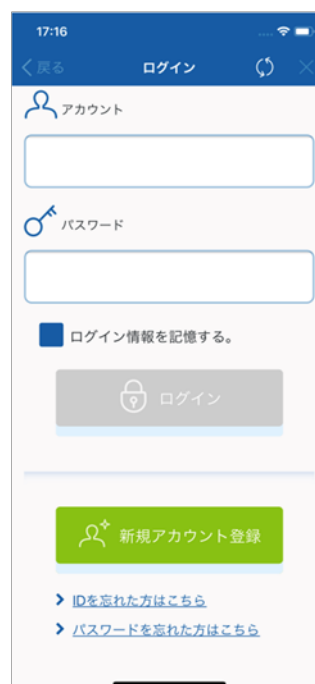 17:16
戻る ログイン
アカウント
パスワード
ログイン情報を記憶する。
ログイン
新規アカウント登録
IDを忘れた方はこちら
パスワードを忘れた方はこちら